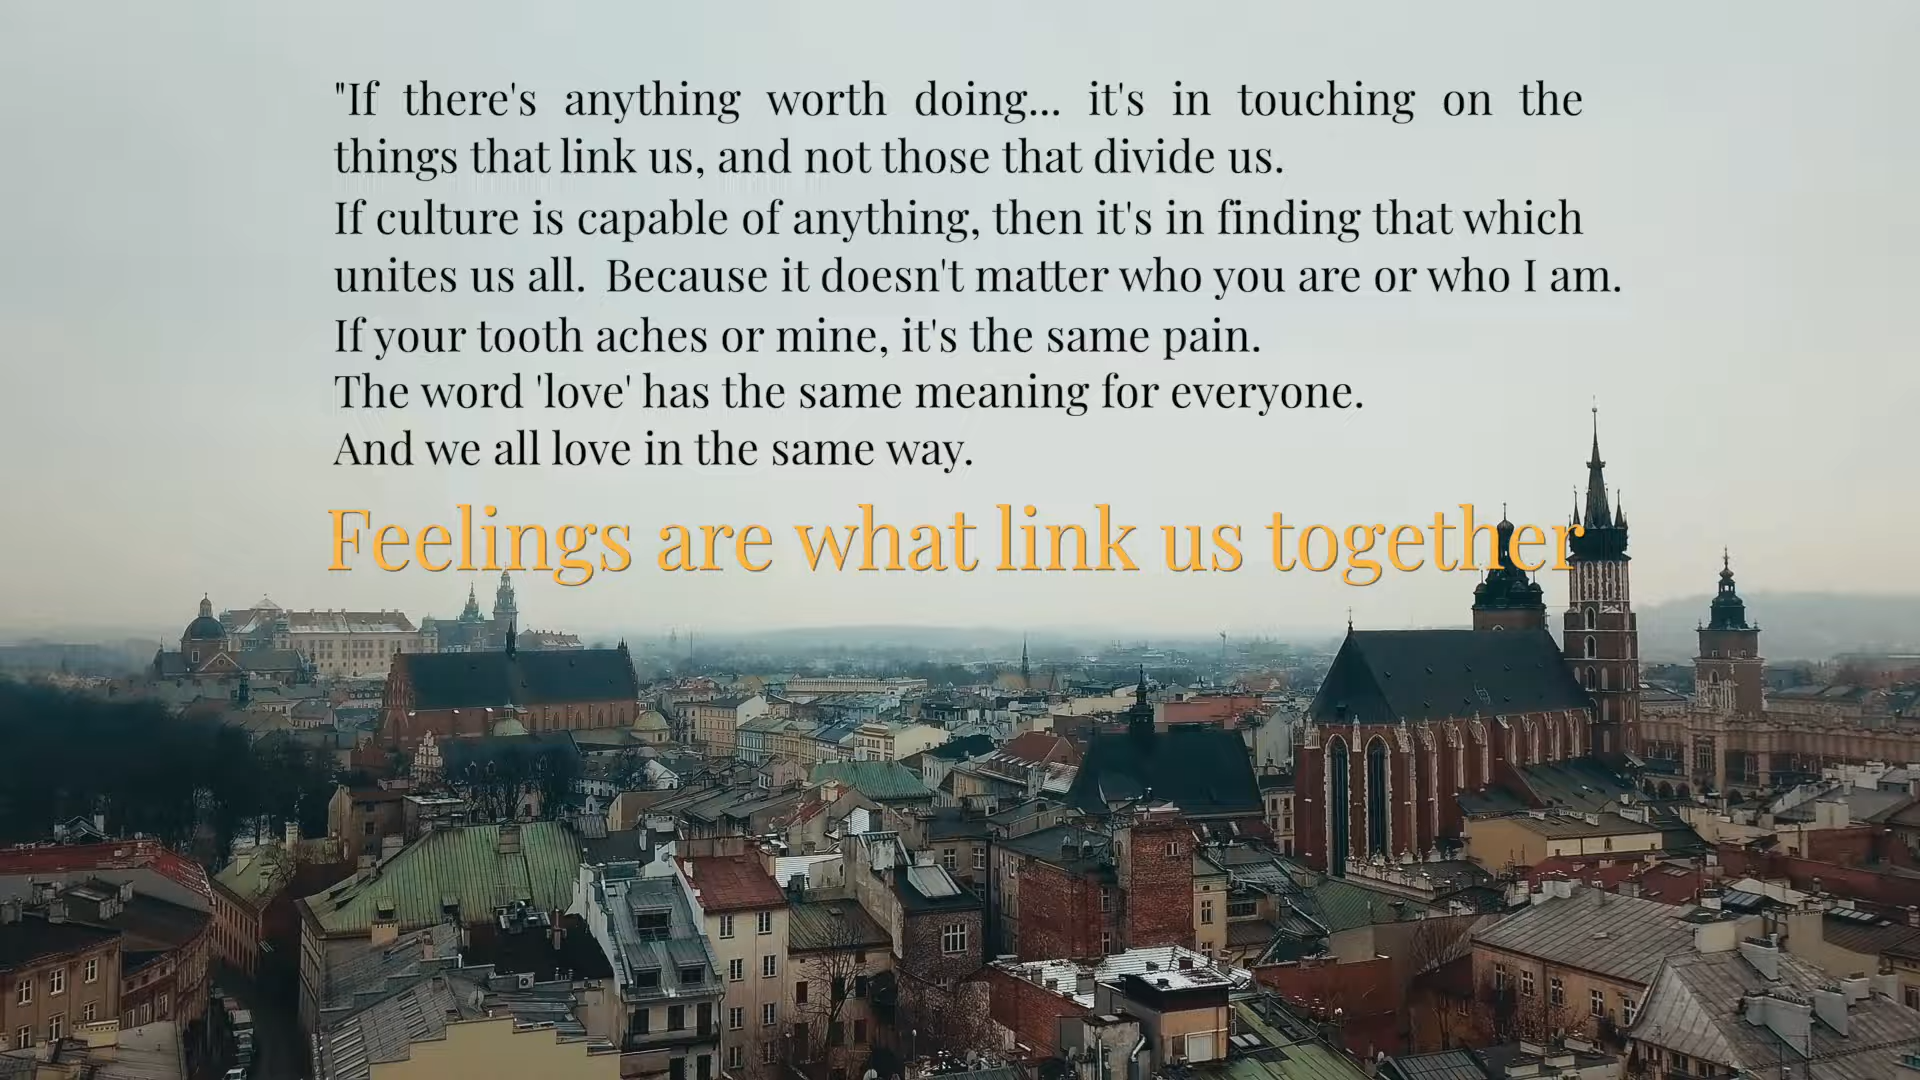 "If there's anything worth doing... it's in touching on the
things that link us, and not those that divide us.
If culture is capable of anything, then it's in finding that which
unites us all. Because it doesn't matter who you are or who I am.
If your tooth aches or mine, it's the same pain.
The word 'love' has the same meaning for everyone.
And we all love in the same way.
Feelings are what link us together